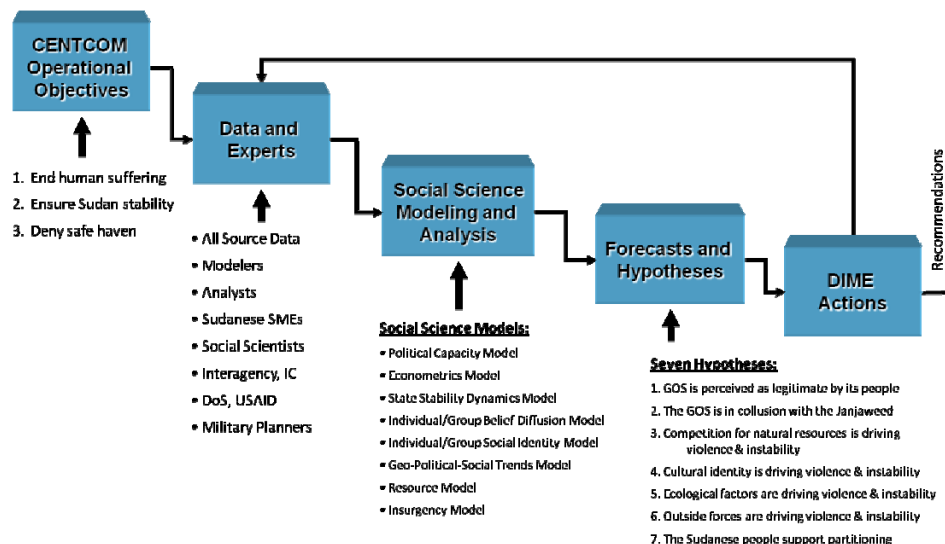 CENTCOM
Operational
Objectives
1. End human suffering
2. Ensure Sudan stability
3. Deny safe haven
Data and
Experts
• All Source Data
• Modelers
• Analysts
• Sudanese SMEs
• Social Scientists
• Interagency, IC
• DoS, USAID
• Military Planners
Social Science
Modeling and
Analysis
Social Science Models:
• Political Capacity Model
• Econometrics Model
• State Stability Dynamics Model
• Individual/Group Belief Diffusion Model
• Individual/Group Social Identity Model
• Geo-Political-Social Trends Model
• Resource Model
• Insurgency Model
Forecasts and
Hypotheses
Seven Hypotheses:
1. GOS is perceived as legitimate by its people
2. The GOS is in collusion with the Janjaweed
3. Competition for natural resources is driving
violence & instability
4. Cultural identity is driving violence & instability
5. Ecological factors are driving violence & instability
6. Outside forces are driving violence & instability
7. The Sudanese people support partitioning
DIME
Actions
Recommendations